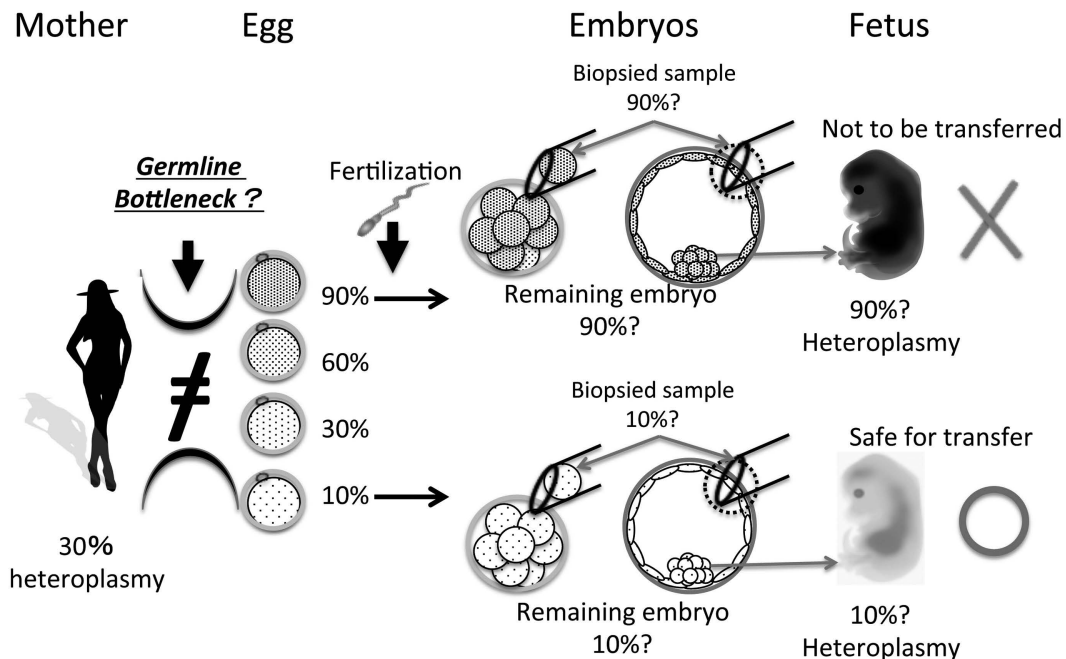 Mother
Egg
Embryos
Fetus
Biopsied sample
90%?
Not to be transferred
Germline
Bottleneck ?
Fertilization
90%
60%
30%
10%
Remaining embryo
90%?
90%?
Heteroplasmy
≠
Biopsied sample
10%?
Safe for transfer
30%
heteroplasmy
Remaining embryo
10%?
10%?
Heteroplasmy